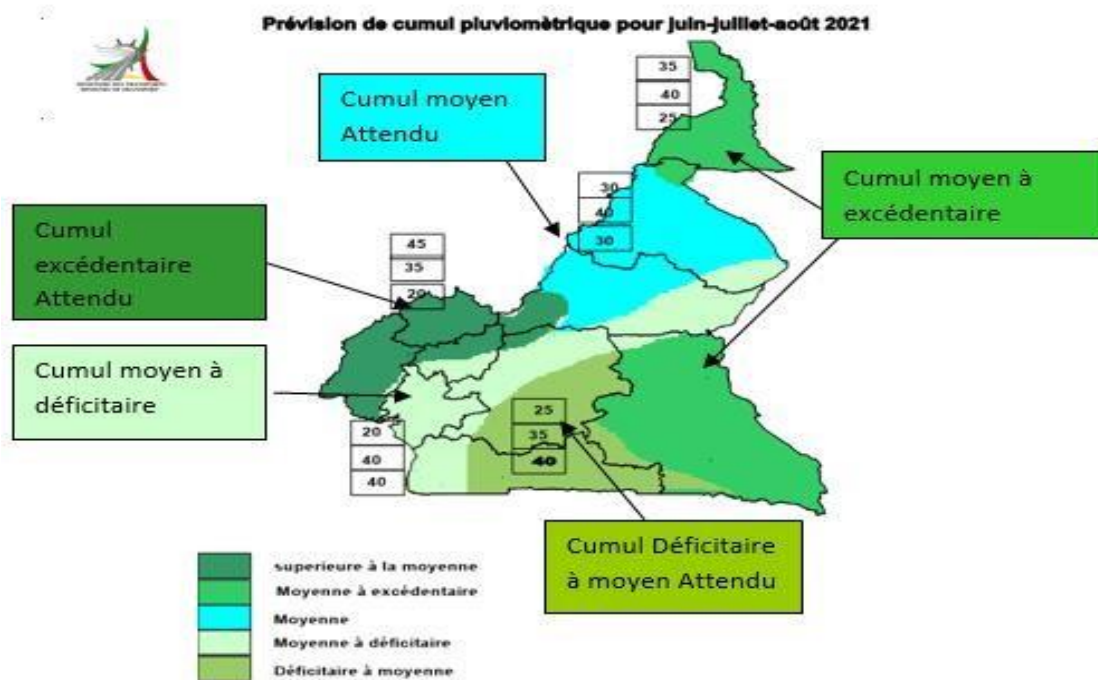 Prévision de cumul pluviomètrique pour juin-juillet-août 2021
35
40
25
Cumul moyen
Attendu
Cumul moyen à
excédentaire
30
40
30
Cumul
excédentaire
Attendu
45
35
20
Cumul moyen à
déficitaire
25
35
40
20
40
40
Cumul Déficitaire
à moyen Attendu
superieure à la moyenne
Moyenne à excédentaire
Moyenne
Moyenne à déficitaire
Déficitaire à moyenne